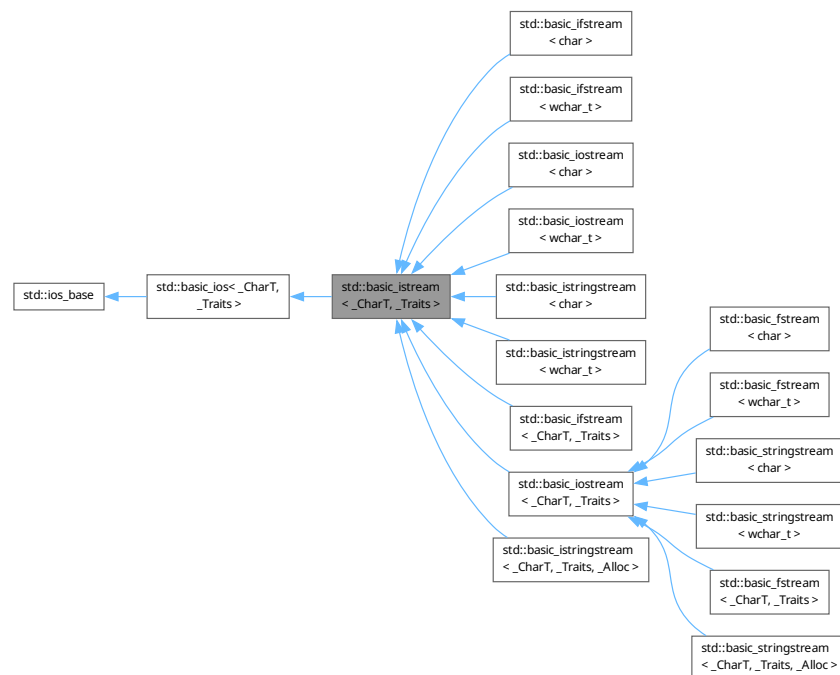 std::basic_ifstream
< char >
std::basic_ifstream
< wchar_t >
std::basic_iostream
< char >
std::basic_iostream
< wchar_t >
std::ios_base
std::basic_ios< _CharT,
_Traits >
std::basic_istream
< _CharT, _Traits >
std::basic_istringstream
< char >
std::basic_istringstream
< wchar_t >
std::basic_ifstream
< _CharT, _Traits >
std::basic_iostream
< _CharT, _Traits >
std::basic_istringstream
< _CharT, _Traits, _Alloc >
std::basic_fstream
< char >
std::basic_fstream
< wchar_t >
std::basic_stringstream
< char >
std::basic_stringstream
< wchar_t >
std::basic_fstream
< _CharT, _Traits >
std::basic_stringstream
< _CharT, _Traits, _Alloc >